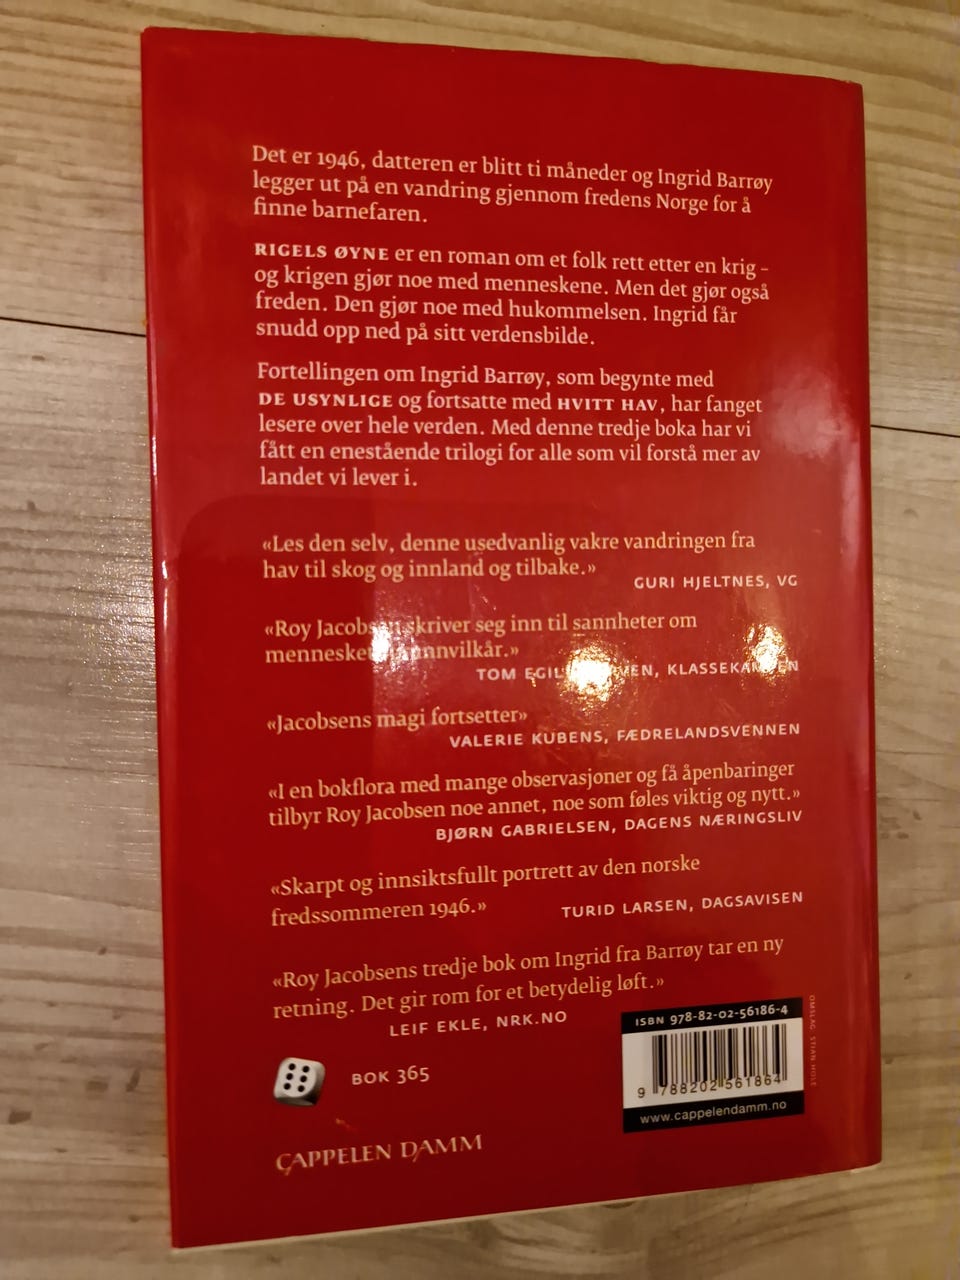 Det er 1946, datteren er blitt ti måneder og Ingrid Barrøy
legger ut på en vandring gjennom fredens Norge for å
finne barnefaren.
RIGELS ØYNE er en roman om et folk rett etter en krig –
og krigen gjør noe med menneskene. Men det gjør også
freden. Den gjør noe med hukommelsen. Ingrid får
snudd opp ned på sitt verdensbilde.
Fortellingen om Ingrid Barrøy, som begynte med
DE USYNLIGE og fortsatte med HVITT HAV, har fanget
lesere over hele verden. Med denne tredje boka har vi
fått en enestående trilogi for alle som vil forstå mer av
landet vi lever i.
«Les den selv, denne usedvanlig vakre vandringen fra
hav til skog og innland og tilbake.»
GURI HJELTNES, VG
«Roy Jacobsen skriver seg inn til sannheter om
TOM EGIL KLASSEKAMPEN
«Jacobsens magi fortsetter»
VALERIE KUBENS, FÆDRELANDSVENNEN
«I en bokflora med mange observasjoner og få åpenbaringer
tilbyr Roy Jacobsen noe annet, noe som føles viktig og nytt.»
BJØRN GABRIELSEN, DAGENS NÆRINGSLIV
«Skarpt og innsiktsfullt portrett av den norske
fredssommeren 1946.»
TURID LARSEN, DAGSAVISEN
«Roy Jacobsens tredje bok om Ingrid fra Barrøy tar en ny
retning. Det gir rom for et betydelig løft.»
LEIF EKLE, NRK.NO
BOK 365
ISBN 978-82-02-56186-4
9 788202 561864
www.cappelendamm.no
OMSLAG: STIAN HOLE
CAPPELEN DAMM